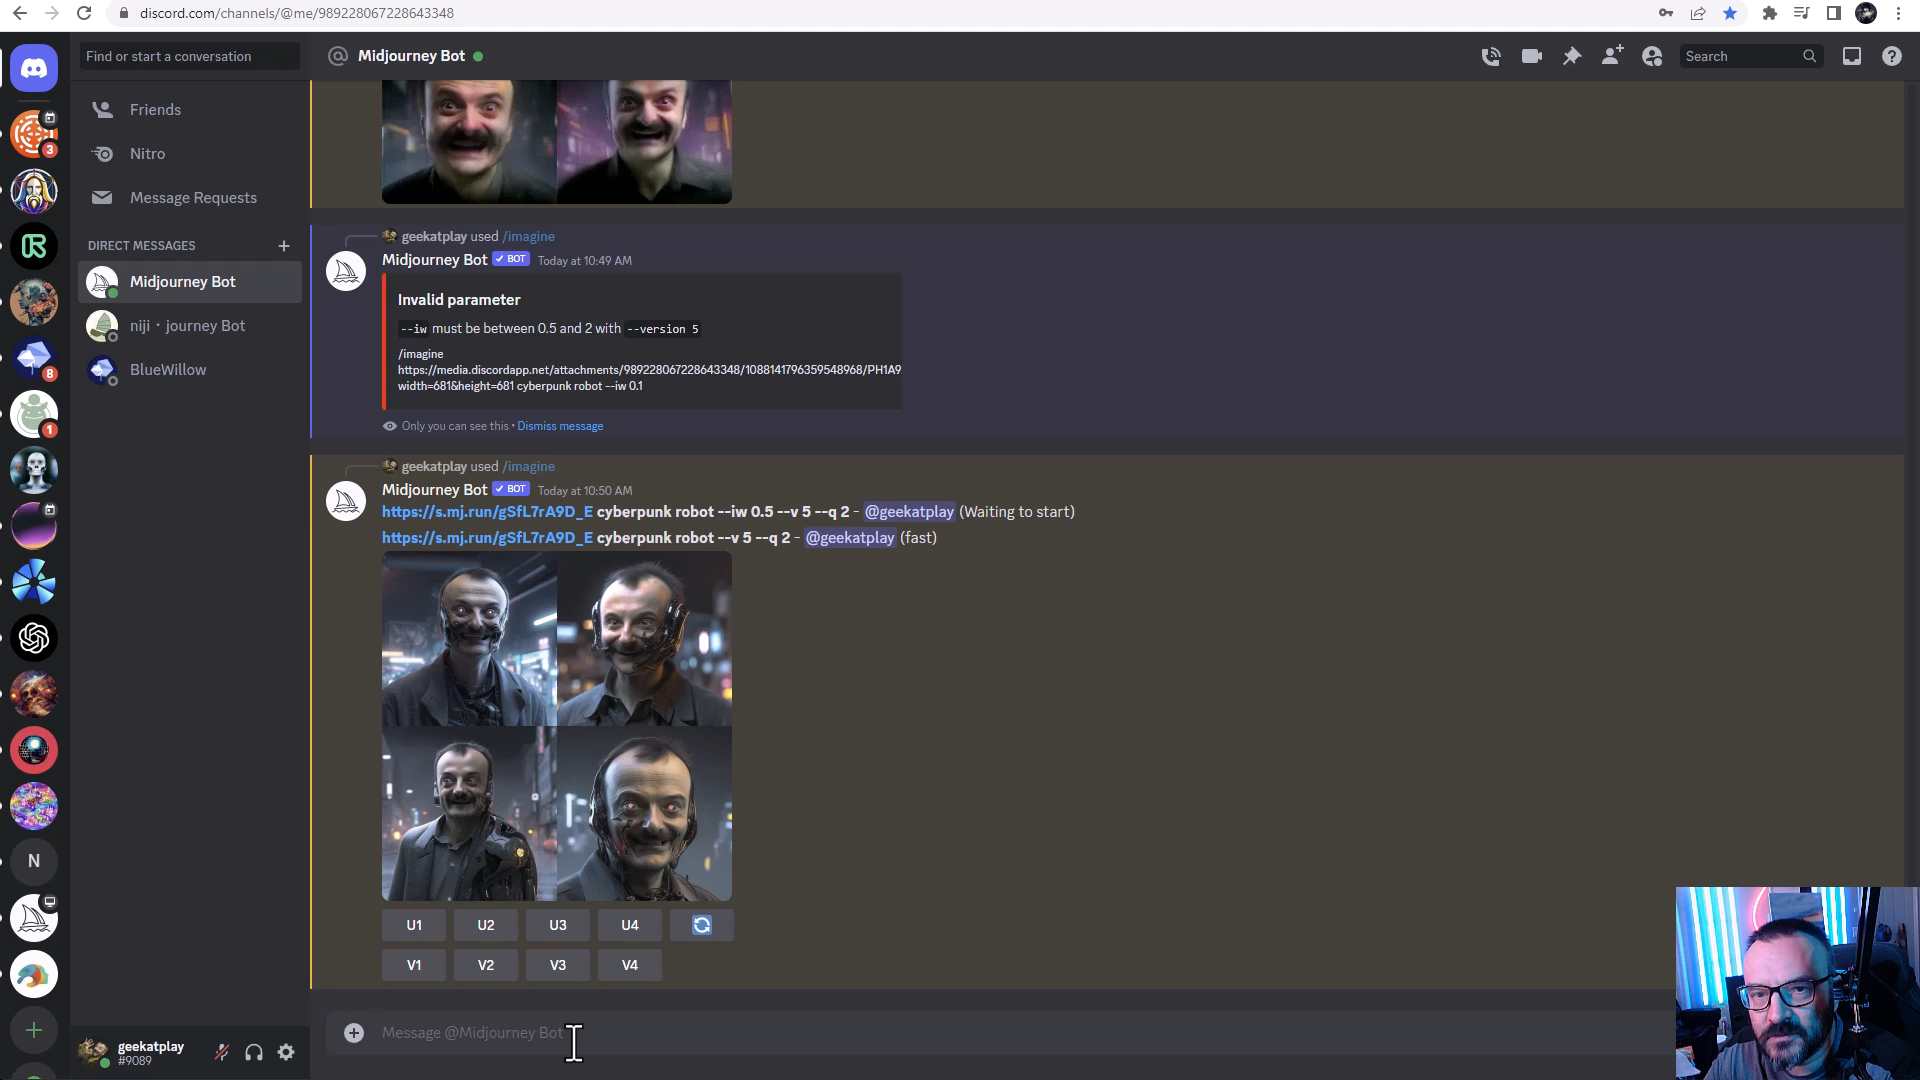 discord.com/channels/@me/989228067228643348
Find or start a conversation
Midjourney Bot
Search
Friends
Nitro
Message Requests
DIRECT MESSAGES
Midjourney Bot
niji・journey Bot
BlueWillow
3
8
1
N
geekatplay used /imagine
Midjourney Bot ✓ BOT Today at 10:49 AM
Invalid parameter
--iw must be between 0.5 and 2 with --version 5
/imagine
https://media.discordapp.net/attachments/989228067228643348/1088141796359548968/PH1A9
width=681&height=681 cyberpunk robot --iw 0.1
Only you can see this • Dismiss message
geekatplay used /imagine
Midjourney Bot ✓ BOT Today at 10:50 AM
https://s.mj.run/gSfL7rA9D_E cyberpunk robot --iw 0.5 --v 5 --q 2 - @geekatplay (Waiting to start)
https://s.mj.run/gSfL7rA9D_E cyberpunk robot --v 5 --q 2 - @geekatplay (fast)
U1 U2 U3 U4
V1 V2 V3 V4
Message @Midjourney Bot
geekatplay
#9089